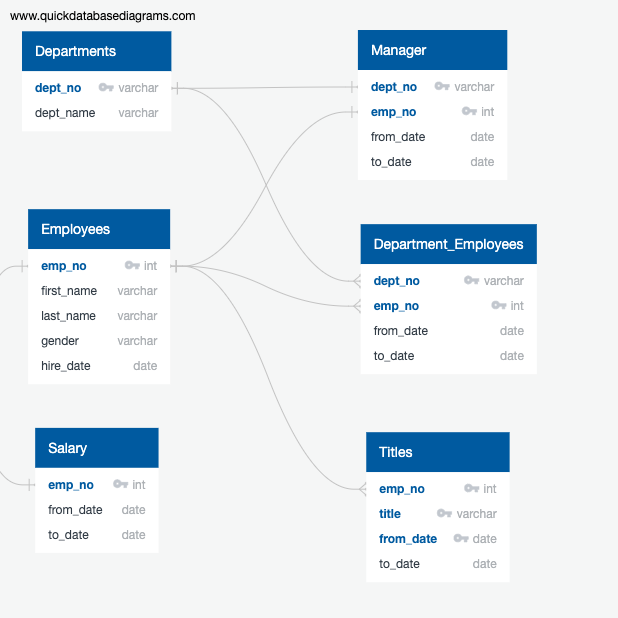 www.quickdatabasediagrams.com
Departments
dept_no varchar
dept_name varchar
Manager
dept_no varchar
emp_no int
from_date date
to_date date
Employees
emp_no int
first_name varchar
last_name varchar
gender varchar
hire_date date
Department_Employees
dept_no varchar
emp_no int
from_date date
to_date date
Salary
emp_no int
from_date date
to_date date
Titles
emp_no int
title varchar
from_date date
to_date date